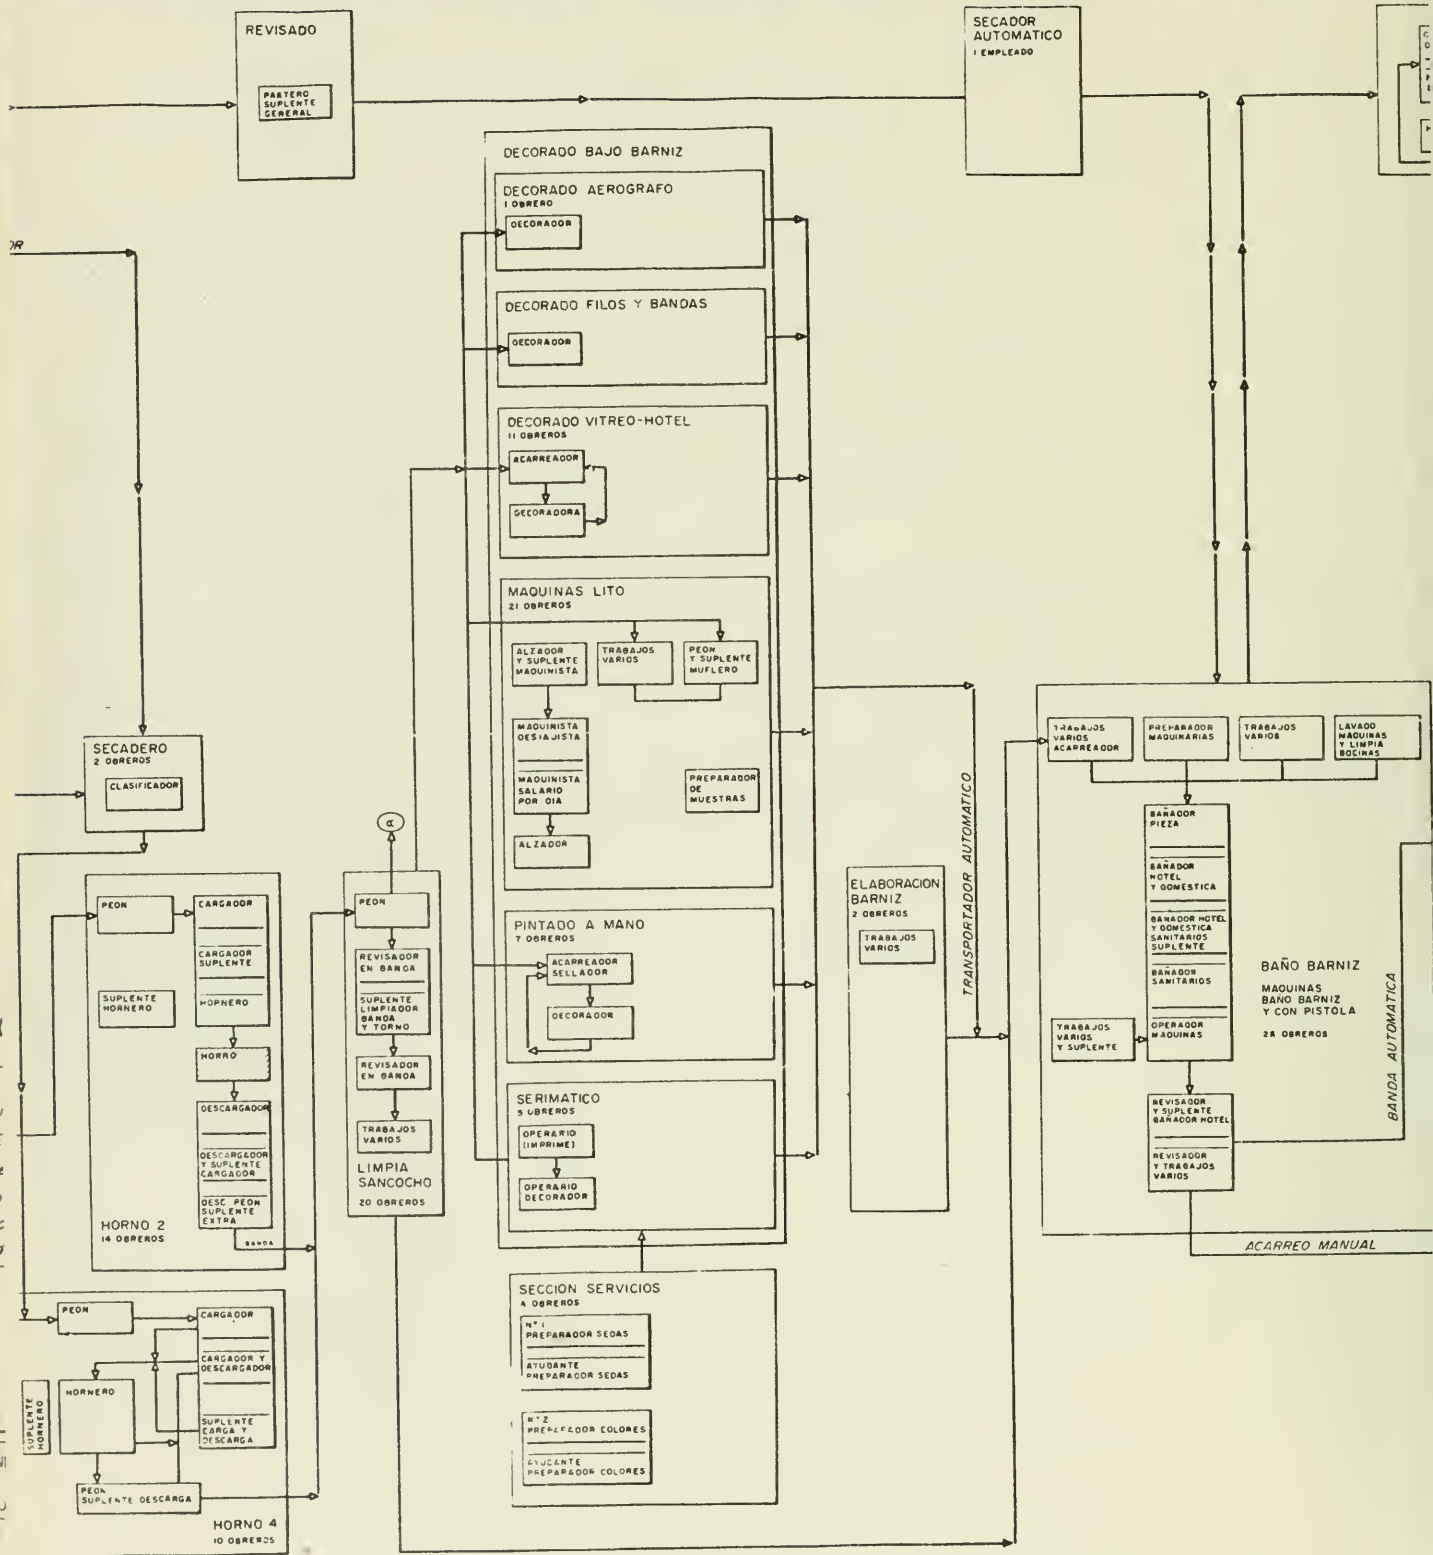 REVISADO
SUPLENTE
GENERAL
SECADOR
AUTOMATICO
1 EMPLEADO
DECORADO BAJO BARNIZ
DECORADO AEROGRAFO
1 OBRERO
DECORADOR
DECORADO FILOS Y BANDAS
DECORADOR
DECORADO VITREO-HOTEL
11 OBREROS
ACARREADOR
DECORADORA
MAQUINAS LITO
21 OBREROS
ALZADOR
Y SUPLENTE
MAQUINISTA
TRABAJOS
VARIOS
PEON
Y SUPLENTE
MUFLERO
MAQUINISTA
DESTAJISTA
MAQUINISTA
SALARIO
POR DIA
PREPARADOR
DE
MUESTRAS
ALZADOR
PINTADO A MANO
7 OBREROS
ACARREADOR
SELLADOR
DECORADOR
SERIMATICO
5 OBREROS
OPERARIO
(IMPRIME)
OPERARIO
DECORADOR
SECCION SERVICIOS
4 OBREROS
N° 1
PREPARADOR SEDAS
AYUDANTE
PREPARADOR SEDAS
N° 2
PREPARADOR COLORES
AYUDANTE
PREPARADOR COLORES
OR
SECADERO
2 OBREROS
CLASIFICADOR
PEON
CARGADOR
CARGADOR
SUPLENTE
HORNERO
SUPLENTE
HORNERO
HORRO
DESCARGADOR
DESCARGADOR
Y SUPLENTE
CARGADOR
DESC PEON
SUPLENTE
EXTRA
HORNO 2
14 OBREROS
BANDA
PEON
CARGADOR
CARGADOR Y
DESCARGADOR
HORNERO
SUPLENTE
HORNERO
SUPLENTE
CARGA Y
DESCARGA
PEON
SUPLENTE DESCARGA
HORNO 4
10 OBREROS
α
PEON
REVISADOR
EN BANDA
SUPLENTE
LIMPIADOR
BANDA
Y TORNO
REVISADOR
EN BANDA
TRABAJOS
VARIOS
LIMPIA
SANCOCHO
20 OBREROS
ELABORACION
BARNIZ
2 OBREROS
TRABAJOS
VARIOS
TRANSPORTADOR AUTOMATICO
TRABAJOS
VARIOS
ACARREADOR
PREPARADOR
MAQUINARIAS
TRABAJOS
VARIOS
LAVADO
MAQUINAS
Y LIMPIA
BOCINAS
BAÑADOR
PIEZA
BAÑADOR
HOTEL
Y DOMESTICA
BAÑADOR HOTEL
Y DOMESTICA
SANITARIOS
SUPLENTE
BAÑADOR
SANITARIOS
OPERADOR
MAQUINAS
TRABAJOS
VARIOS
Y SUPLENTE
REVISADOR
Y SUPLENTE
BAÑADOR HOTEL
REVISADOR
Y TRABAJOS
VARIOS
BAÑO BARNIZ
MAQUINAS
BAÑO BARNIZ
Y CON PISTOLA
28 OBREROS
BANDA AUTOMATICA
ACARREO MANUAL